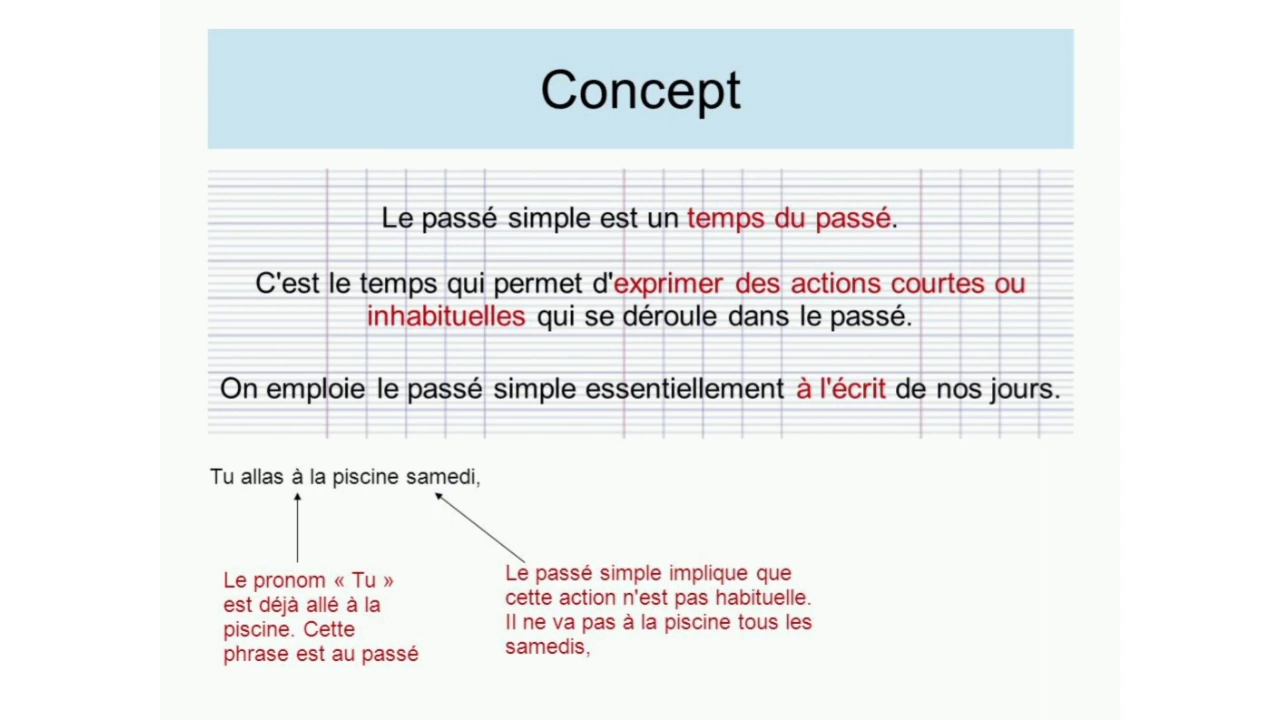 Concept
Le passé simple est un temps du passé.
C'est le temps qui permet d'exprimer des actions courtes ou
inhabituelles qui se déroule dans le passé.
On emploie le passé simple essentiellement à l'écrit de nos jours.
Tu allas à la piscine samedi,
Le pronom « Tu »
est déjà allé à la
piscine. Cette
phrase est au passé
Le passé simple implique que
cette action n'est pas habituelle.
Il ne va pas à la piscine tous les
samedis,